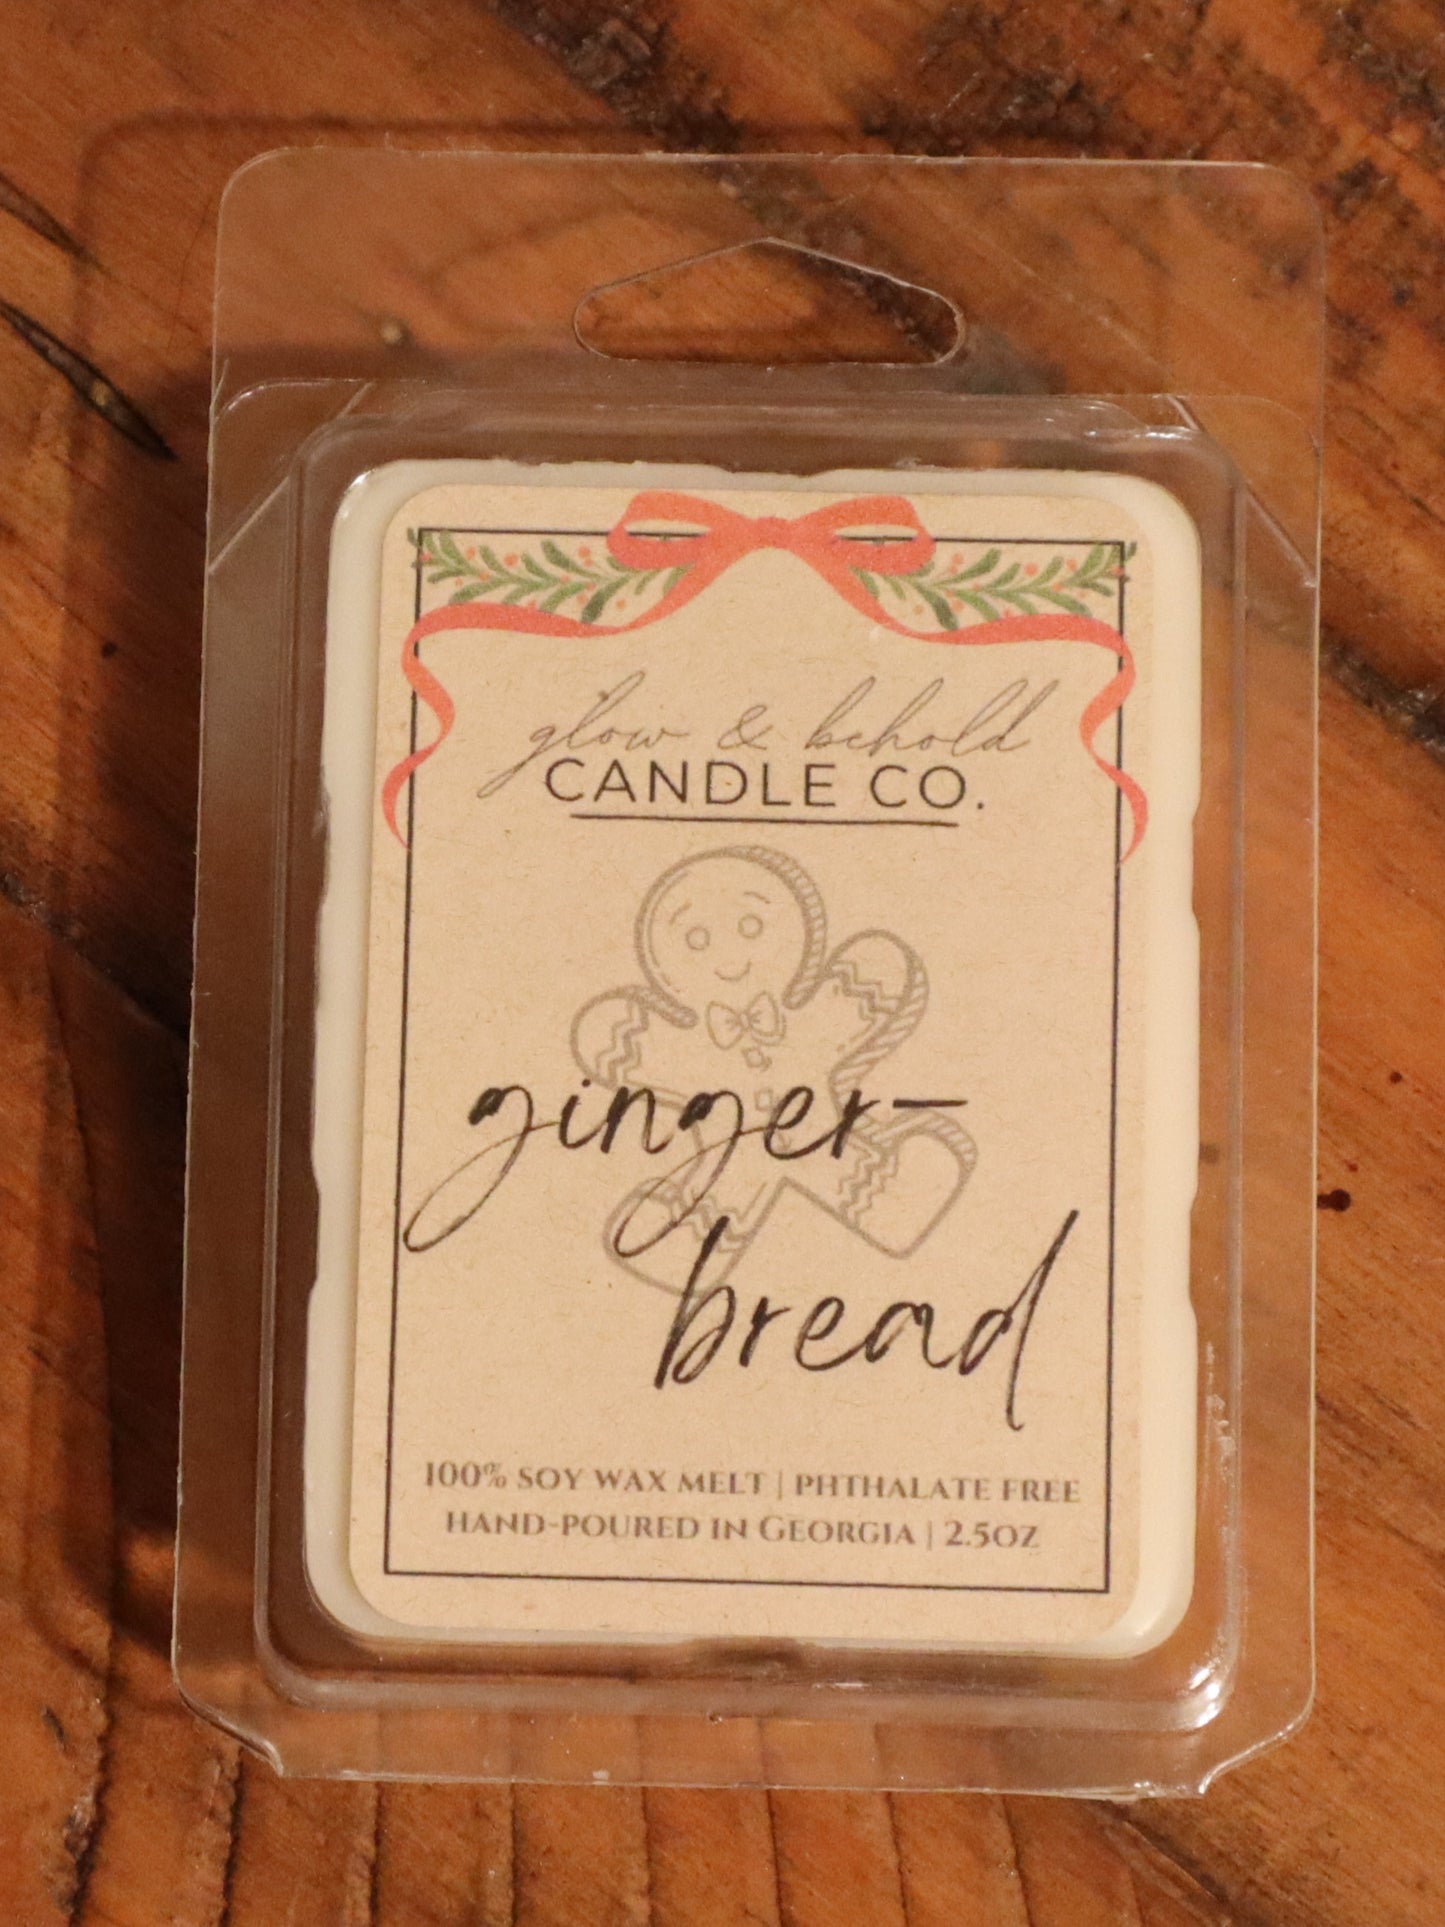 glow & behold
CANDLE CO.
ginger-
bread
100% SOY WAX MELT | PHTHALATE FREE
HAND-POURED IN GEORGIA | 2.5OZ